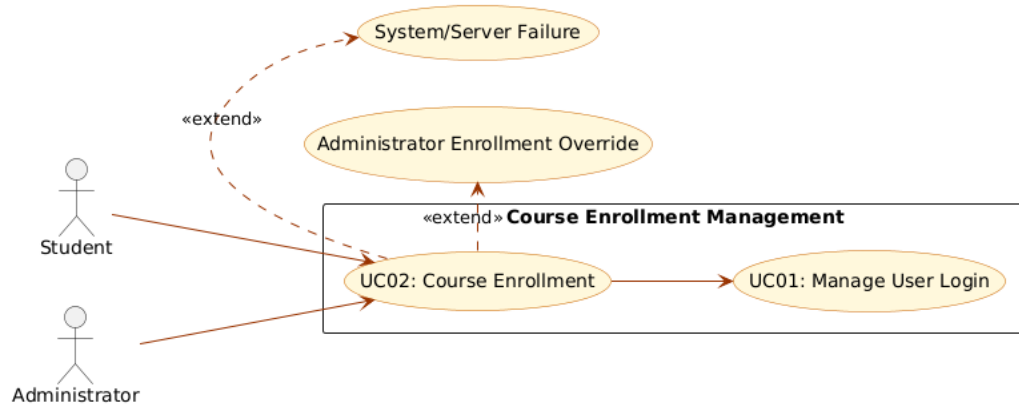 System/Server Failure
«extend»
Administrator Enrollment Override
«extend»
Course Enrollment Management
Student
UC02: Course Enrollment
UC01: Manage User Login
Administrator